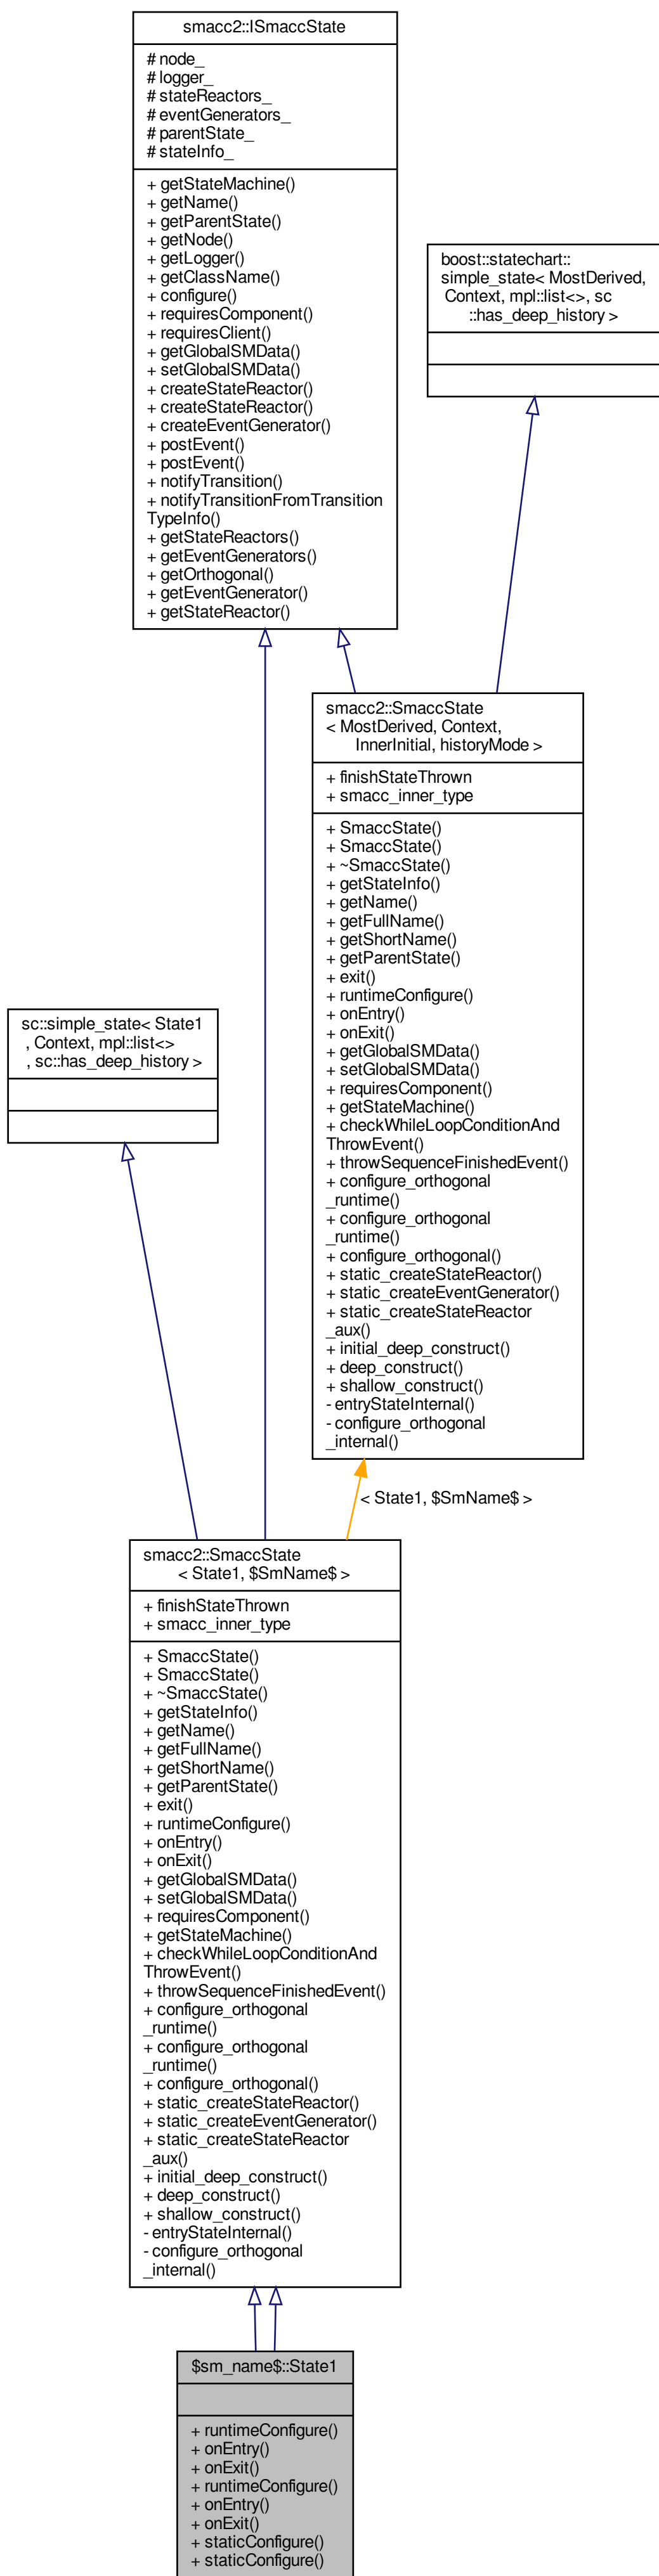 smacc2::ISmaccState
# node_
# logger_
# stateReactors_
# eventGenerators_
# parentState_
# stateInfo_
+ getStateMachine()
+ getName()
+ getParentState()
+ getNode()
+ getLogger()
+ getClassName()
+ configure()
+ requiresComponent()
+ requiresClient()
+ getGlobalSMData()
+ setGlobalSMData()
+ createStateReactor()
+ createStateReactor()
+ createEventGenerator()
+ postEvent()
+ postEvent()
+ notifyTransition()
+ notifyTransitionFromTransition
TypeInfo()
+ getStateReactors()
+ getEventGenerators()
+ getOrthogonal()
+ getEventGenerator()
+ getStateReactor()
boost::statechart::
simple_state< MostDerived,
Context, mpl::list<>, sc
::has_deep_history >
smacc2::SmaccState
< MostDerived, Context,
InnerInitial, historyMode >
+ finishStateThrown
+ smacc_inner_type
+ SmaccState()
+ SmaccState()
+ ~SmaccState()
+ getStateInfo()
+ getName()
+ getFullName()
+ getShortName()
+ getParentState()
+ exit()
+ runtimeConfigure()
+ onEntry()
+ onExit()
+ getGlobalSMData()
+ setGlobalSMData()
+ requiresComponent()
+ getStateMachine()
+ checkWhileLoopConditionAnd
ThrowEvent()
+ throwSequenceFinishedEvent()
+ configure_orthogonal
_runtime()
+ configure_orthogonal
_runtime()
+ configure_orthogonal()
+ static_createStateReactor()
+ static_createEventGenerator()
+ static_createStateReactor
_aux()
+ initial_deep_construct()
+ deep_construct()
+ shallow_construct()
- entryStateInternal()
- configure_orthogonal
_internal()
sc::simple_state< State1
, Context, mpl::list<>
, sc::has_deep_history >
< State1, $SmName$ >
smacc2::SmaccState
< State1, $SmName$ >
+ finishStateThrown
+ smacc_inner_type
+ SmaccState()
+ SmaccState()
+ ~SmaccState()
+ getStateInfo()
+ getName()
+ getFullName()
+ getShortName()
+ getParentState()
+ exit()
+ runtimeConfigure()
+ onEntry()
+ onExit()
+ getGlobalSMData()
+ setGlobalSMData()
+ requiresComponent()
+ getStateMachine()
+ checkWhileLoopConditionAnd
ThrowEvent()
+ throwSequenceFinishedEvent()
+ configure_orthogonal
_runtime()
+ configure_orthogonal
_runtime()
+ configure_orthogonal()
+ static_createStateReactor()
+ static_createEventGenerator()
+ static_createStateReactor
_aux()
+ initial_deep_construct()
+ deep_construct()
+ shallow_construct()
- entryStateInternal()
- configure_orthogonal
_internal()
$sm_name$::State1
+ runtimeConfigure()
+ onEntry()
+ onExit()
+ runtimeConfigure()
+ onEntry()
+ onExit()
+ staticConfigure()
+ staticConfigure()